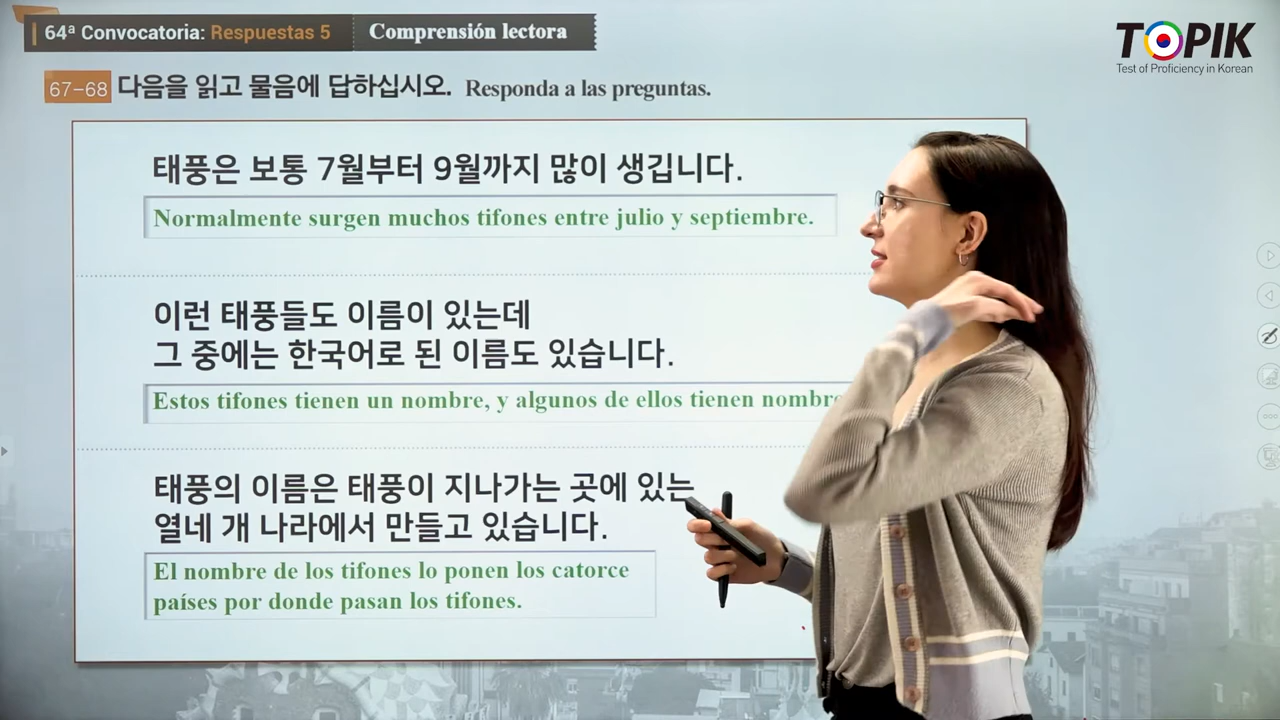 64ª Convocatoria: Respuestas 5
Comprensión lectora
TOPIK
Test of Proficiency in Korean
67-68 다음을 읽고 물음에 답하십시오. Responda a las preguntas.
태풍은 보통 7월부터 9월까지 많이 생깁니다.
Normalmente surgen muchos tifones entre julio y septiembre.
이런 태풍들도 이름이 있는데
그 중에는 한국어로 된 이름도 있습니다.
Estos tifones tienen un nombre, y algunos de ellos tienen
태풍의 이름은 태풍이 지나가는 곳에 있는
열네 개 나라에서 만들고 있습니다.
El nombre de los tifones lo ponen los catorce
países por donde pasan los tifones.